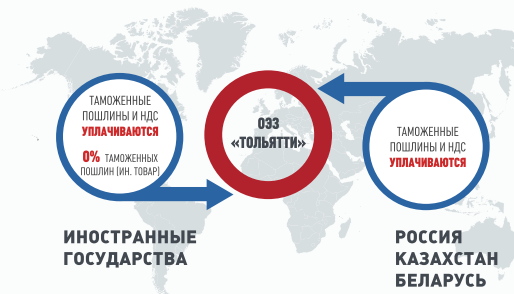 ТАМОЖЕННЫЕ
ПОШЛИНЫ И НДС
УПЛАЧИВАЮТСЯ
0% ТАМОЖЕННЫХ
ПОШЛИН (ИН. ТОВАР)
ИНОСТРАННЫЕ
ГОСУДАРСТВА
ОЭЗ
«ТОЛЬЯТТИ»
ТАМОЖЕННЫЕ
ПОШЛИНЫ И НДС
УПЛАЧИВАЮТСЯ
РОССИЯ
КАЗАХСТАН
БЕЛАРУСЬ